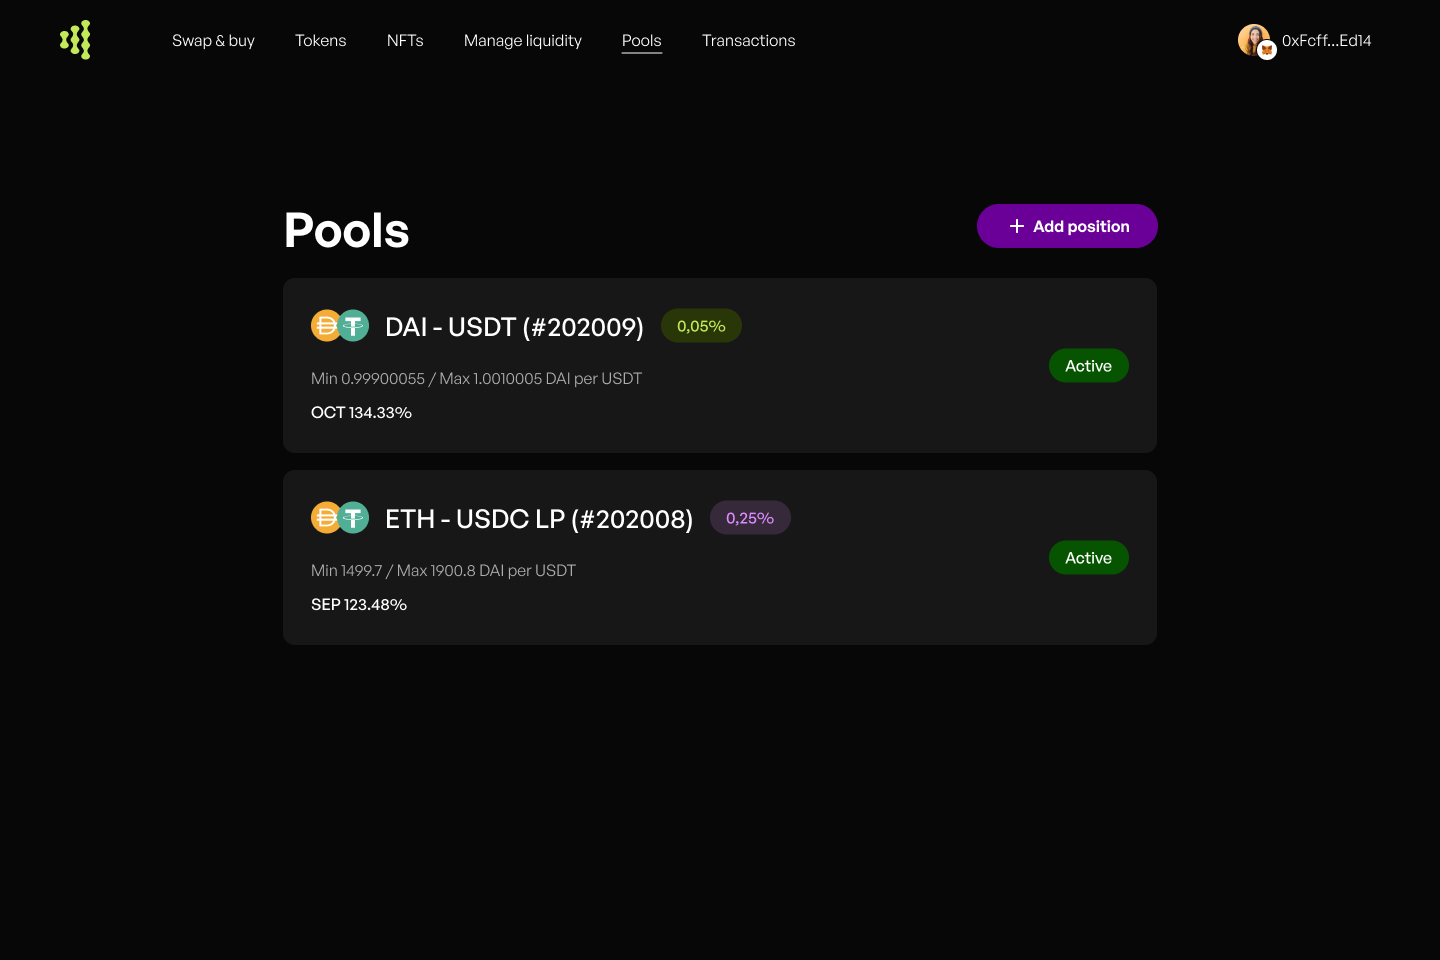 Swap & buy Tokens NFTs Manage liquidity Pools Transactions 0xFcff...Ed14
Pools
Add position
DAI - USDT (#202009) 0,05%
Active
Min 0.99900055 / Max 1.0010005 DAI per USDT
OCT 134.33%
ETH - USDC LP (#202008) 0,25%
Active
Min 1499.7 / Max 1900.8 DAI per USDT
SEP 123.48%